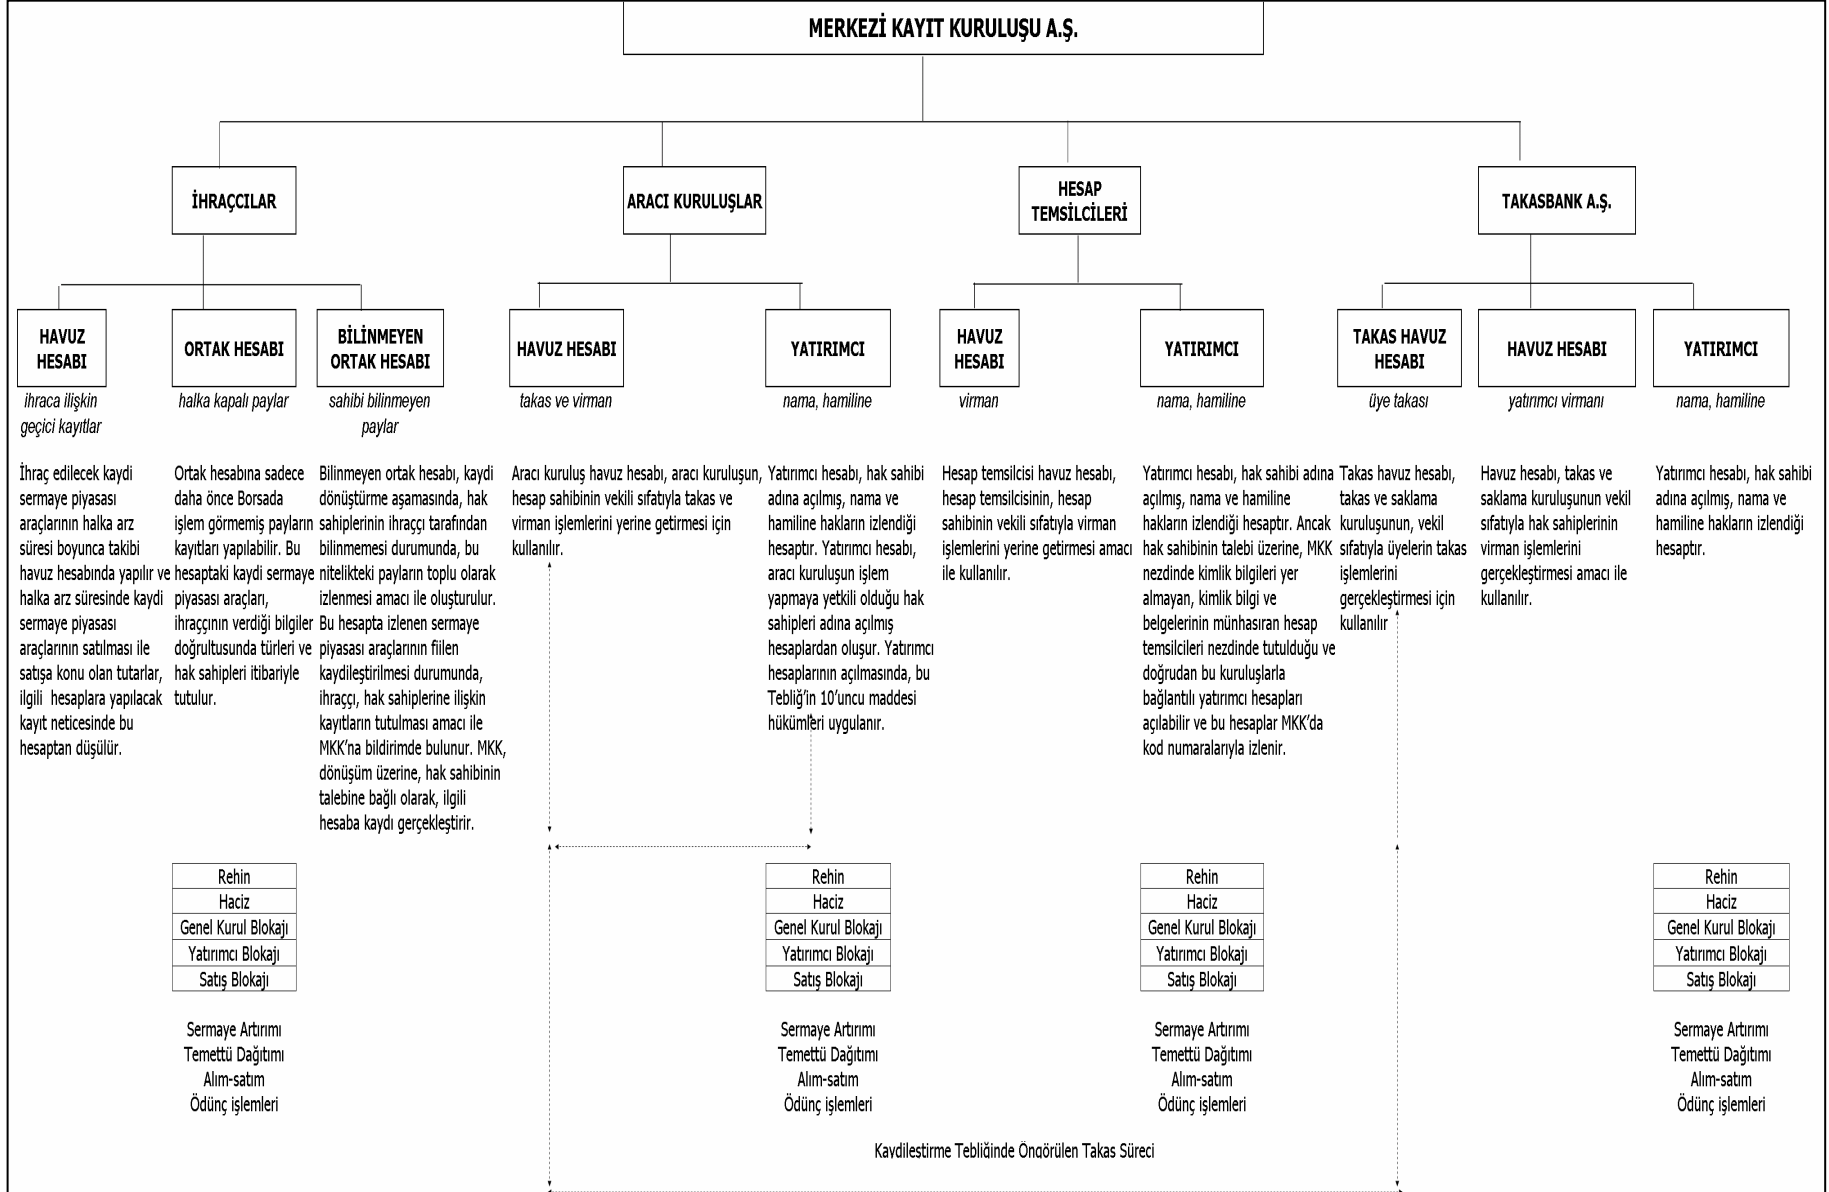 MERKEZİ KAYIT KURULUŞU A.Ş.
İHRAÇCILAR
ARACI KURULUŞLAR
HESAP
TEMSİLCİLERİ
TAKASBANK A.Ş.
HAVUZ
HESABI
ORTAK HESABI
BİLİNMEYEN
ORTAK HESABI
HAVUZ HESABI
YATIRIMCI
HAVUZ
HESABI
YATIRIMCI
TAKAS HAVUZ
HESABI
HAVUZ HESABI
YATIRIMCI
ihraca ilişkin
geçici kayıtlar
halka kapalı paylar
sahibi bilinmeyen
paylar
takas ve virman
nama, hamiline
virman
nama, hamiline
üye takası
yatırımcı virmanı
nama, hamiline
İhraç edilecek kaydi
sermaye piyasası
araçlarının halka arz
süresi boyunca takibi
havuz hesabında yapılır ve
halka arz süresinde kaydi
sermaye piyasası
araçlarının satılması ile
satışa konu olan tutarlar,
ilgili hesaplara yapılacak
kayıt neticesinde bu
hesaptan düşülür.
Ortak hesabına sadece
daha önce Borsada
işlem görmemiş payların
kayıtları yapılabilir. Bu
hesaptaki kaydi sermaye
piyasası araçları,
ihraççının verdiği bilgiler
doğrultusunda türleri ve
hak sahipleri itibariyle
tutulur.
Bilinmeyen ortak hesabı, kaydi
dönüştürme aşamasında, hak
sahiplerinin ihraççı tarafından
bilinmemesi durumunda, bu
nitelikteki payların toplu olarak
izlenmesi amacı ile oluşturulur.
Bu hesapta izlenen sermaye
piyasası araçlarının fiilen
kaydileştirilmesi durumunda,
ihraççı, hak sahiplerine ilişkin
kayıtların tutulması amacı ile
MKK’na bildirimde bulunur. MKK,
dönüşüm üzerine, hak sahibinin
talebine bağlı olarak, ilgili
hesaba kaydı gerçekleştirir.
Aracı kuruluş havuz hesabı, aracı kuruluşun,
hesap sahibinin vekili sıfatıyla takas ve
virman işlemlerini yerine getirmesi için
kullanılır.
Yatırımcı hesabı, hak sahibi
adına açılmış, nama ve
hamiline hakların izlendiği
hesaptır. Yatırımcı hesabı,
aracı kuruluşun işlem
yapmaya yetkili olduğu hak
sahipleri adına açılmış
hesaplardan oluşur. Yatırımcı
hesaplarının açılmasında, bu
Tebliğ’in 10’uncu maddesi
hükümleri uygulanır.
Hesap temsilcisi havuz hesabı,
hesap temsilcisinin, hesap
sahibinin vekili sıfatıyla virman
işlemlerini yerine getirmesi amacı
ile kullanılır.
Yatırımcı hesabı, hak sahibi adına
açılmış, nama ve hamiline
hakların izlendiği hesaptır. Ancak
hak sahibinin talebi üzerine, MKK
nezdinde kimlik bilgileri yer
almayan, kimlik bilgi ve
belgelerinin münhasıran hesap
temsilcileri nezdinde tutulduğu ve
doğrudan bu kuruluşlarla
bağlantılı yatırımcı hesapları
açılabilir ve bu hesaplar MKK’da
kod numaralarıyla izlenir.
Takas havuz hesabı,
takas ve saklama
kuruluşunun, vekil
sıfatıyla üyelerin takas
işlemlerini
gerçekleştirmesi için
kullanılır
Havuz hesabı, takas ve
saklama kuruluşunun vekil
sıfatıyla hak sahiplerinin
virman işlemlerini
gerçekleştirmesi amacı ile
kullanılır.
Yatırımcı hesabı, hak sahibi
adına açılmış, nama ve
hamiline hakların izlendiği
hesaptır.
Rehin
Haciz
Genel Kurul Blokajı
Yatırımcı Blokajı
Satış Blokajı
Rehin
Haciz
Genel Kurul Blokajı
Yatırımcı Blokajı
Satış Blokajı
Rehin
Haciz
Genel Kurul Blokajı
Yatırımcı Blokajı
Satış Blokajı
Rehin
Haciz
Genel Kurul Blokajı
Yatırımcı Blokajı
Satış Blokajı
Sermaye Artırımı
Temettü Dağıtımı
Alım-satım
Ödünç işlemleri
Sermaye Artırımı
Temettü Dağıtımı
Alım-satım
Ödünç işlemleri
Sermaye Artırımı
Temettü Dağıtımı
Alım-satım
Ödünç işlemleri
Sermaye Artırımı
Temettü Dağıtımı
Alım-satım
Ödünç işlemleri
Kaydileştirme Tebliğinde Öngörülen Takas Süreci